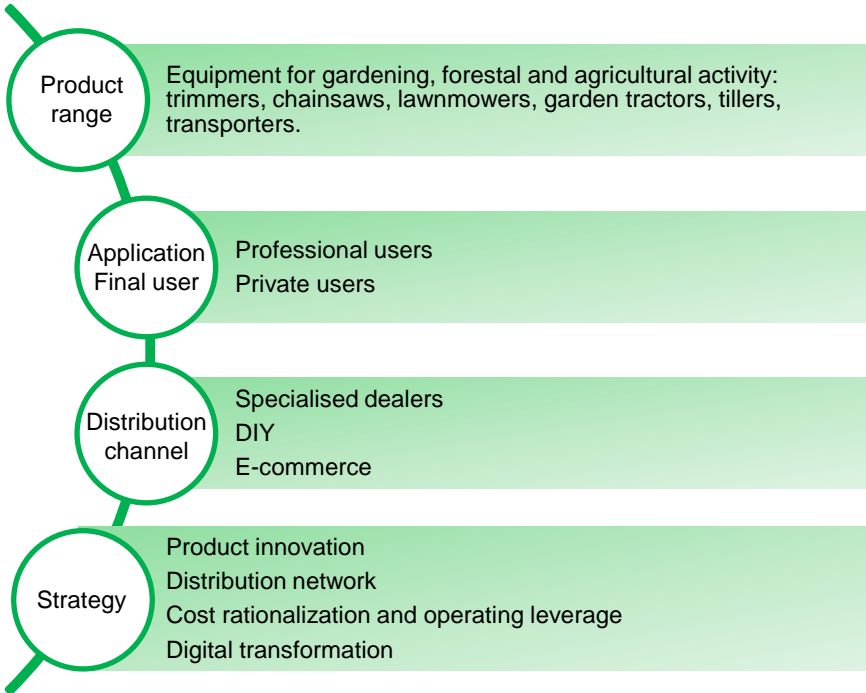 Product
range
Equipment for gardening, forestal and agricultural activity:
trimmers, chainsaws, lawnmowers, garden tractors, tillers,
transporters.
Application
Final user
Professional users
Private users
Distribution
channel
Specialised dealers
DIY
E-commerce
Strategy
Product innovation
Distribution network
Cost rationalization and operating leverage
Digital transformation